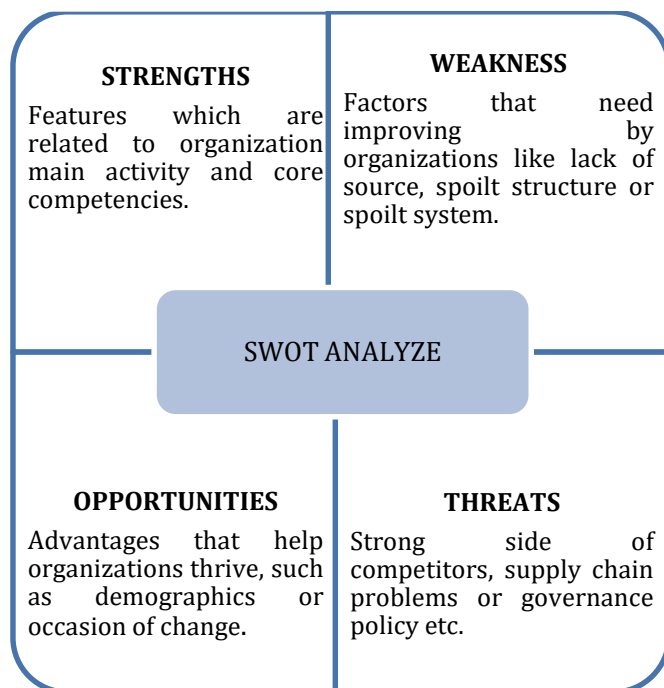 STRENGTHS
Features which are
related to organization
main activity and core
competencies.
WEAKNESS
Factors that need
improving by
organizations like lack of
source, spoilt structure or
spoilt system.
SWOT ANALYZE
OPPORTUNITIES
Advantages that help
organizations thrive, such
as demographics or
occasion of change.
THREATS
Strong side of
competitors, supply chain
problems or governance
policy etc.